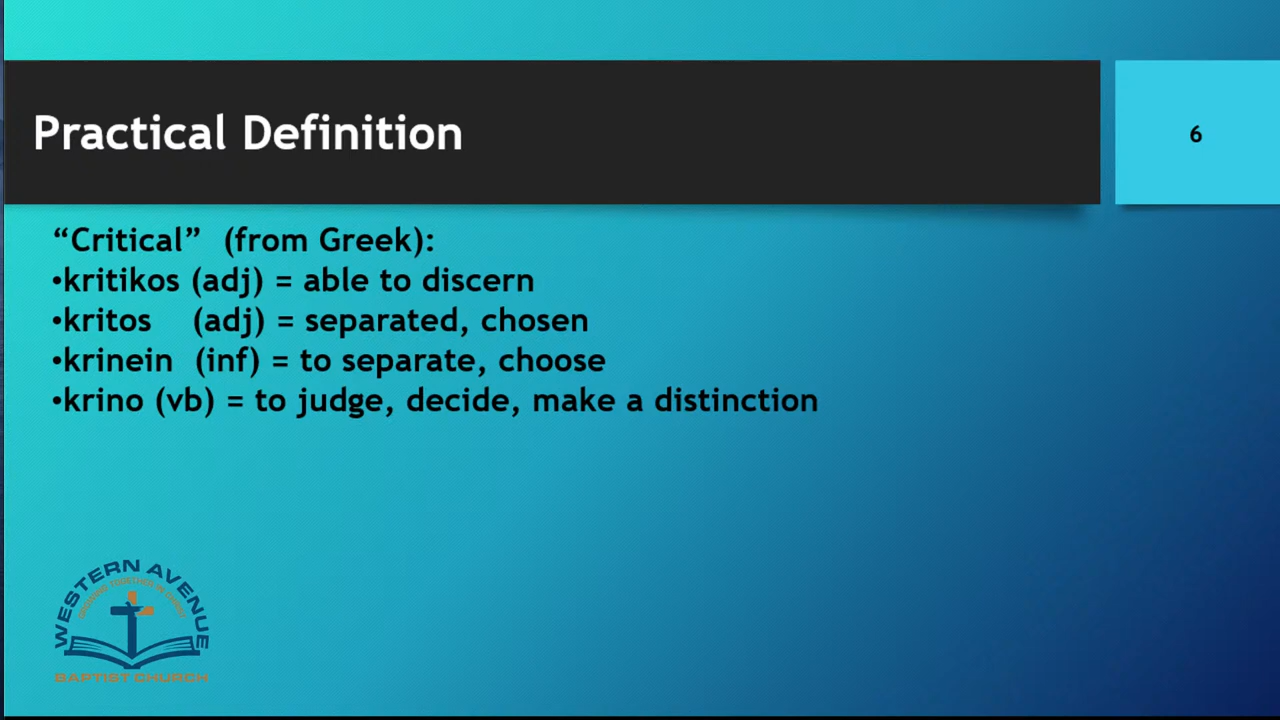 Practical Definition
6
“Critical” (from Greek):
•kritikos (adj) = able to discern
•kritos (adj) = separated, chosen
•krinein (inf) = to separate, choose
•krino (vb) = to judge, decide, make a distinction
WESTERN AVENUE
BAPTIST CHURCH